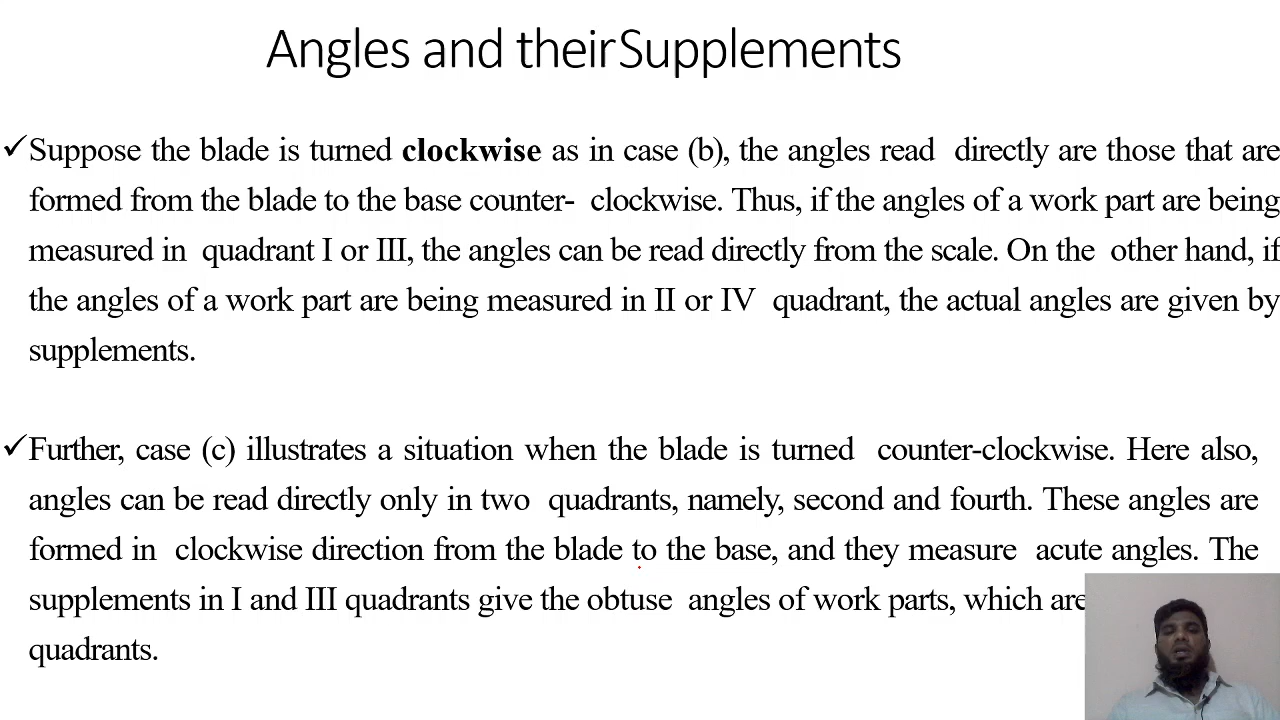 Angles and their Supplements
✓Suppose the blade is turned clockwise as in case (b), the angles read directly are those that are
formed from the blade to the base counter- clockwise. Thus, if the angles of a work part are being
measured in quadrant I or III, the angles can be read directly from the scale. On the other hand, if
the angles of a work part are being measured in II or IV quadrant, the actual angles are given by
supplements.
✓Further, case (c) illustrates a situation when the blade is turned counter-clockwise. Here also,
angles can be read directly only in two quadrants, namely, second and fourth. These angles are
formed in clockwise direction from the blade to the base, and they measure acute angles. The
supplements in I and III quadrants give the obtuse angles of work parts, which are
quadrants.